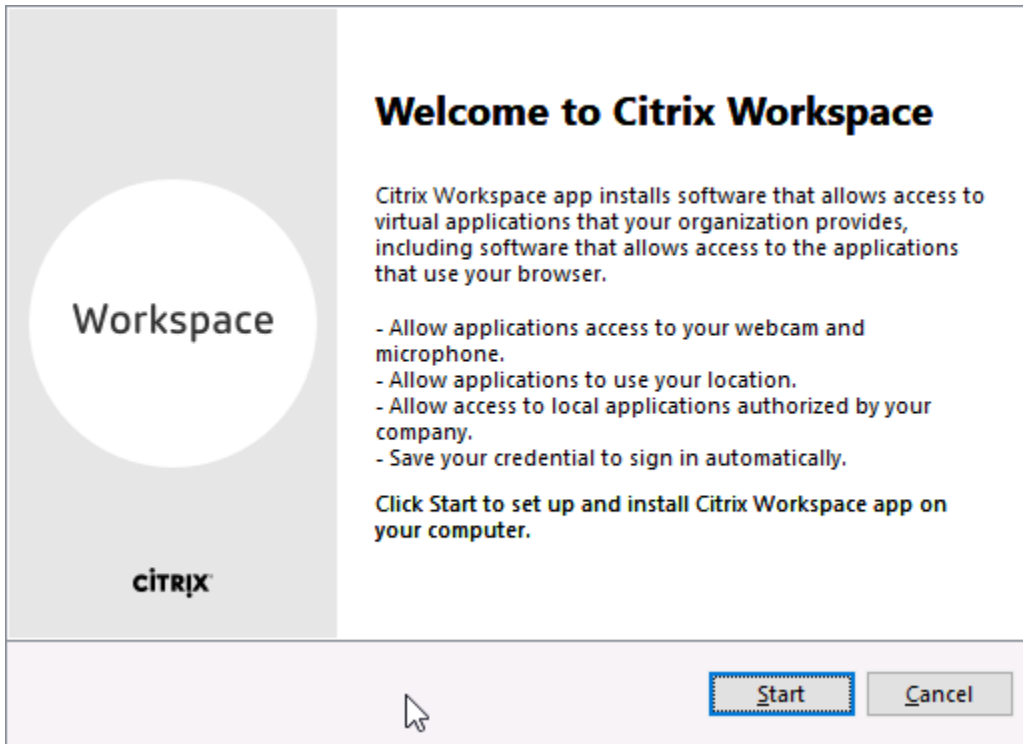 Welcome to Citrix Workspace
Citrix Workspace app installs software that allows access to
virtual applications that your organization provides,
including software that allows access to the applications
that use your browser.
Workspace
- Allow applications access to your webcam and
microphone.
- Allow applications to use your location.
- Allow access to local applications authorized by your
company.
- Save your credential to sign in automatically.
Click Start to set up and install Citrix Workspace app on
your computer.
citrix
Start
Cancel